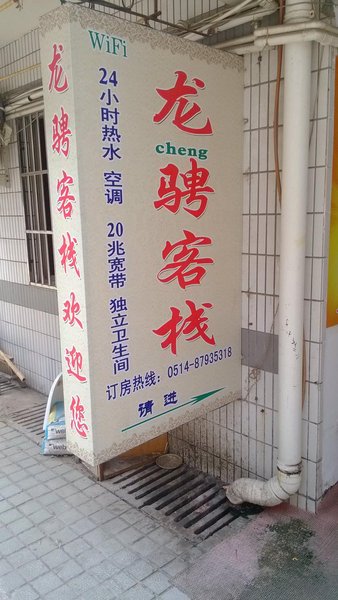 WiFi
龙骋客栈欢迎您
龙骋客栈
cheng
24小时热水 空调
20兆宽带 独立卫生间
订房热线：0514-87935318
请进